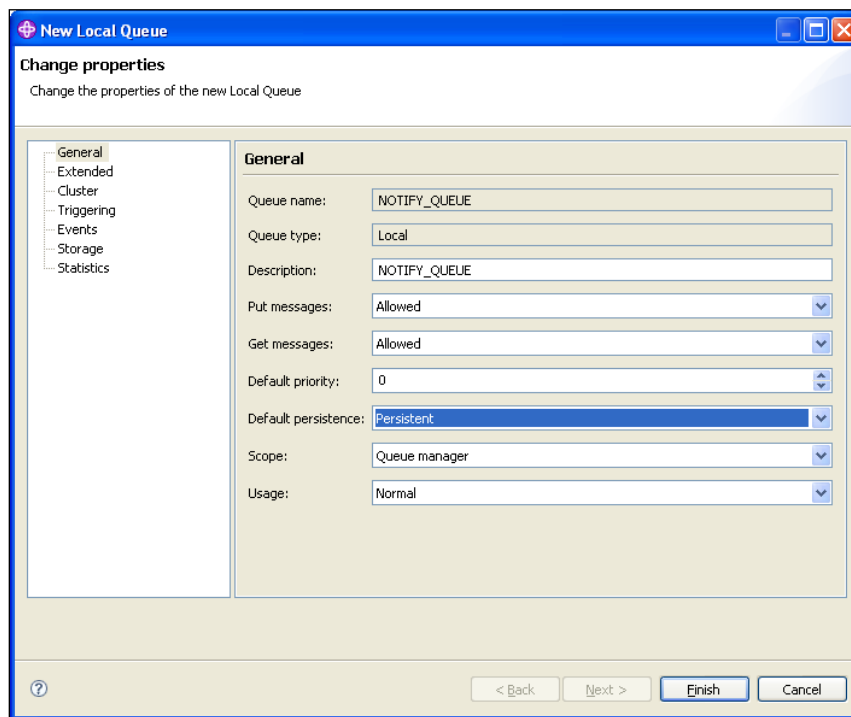 New Local Queue
Change properties
Change the properties of the new Local Queue
General
Extended
Cluster
Triggering
Events
Storage
Statistics
General
Queue name: NOTIFY_QUEUE
Queue type: Local
Description: NOTIFY_QUEUE
Put messages: Allowed
Get messages: Allowed
Default priority: 0
Default persistence: Persistent
Scope: Queue manager
Usage: Normal
? < Back Next > Finish Cancel